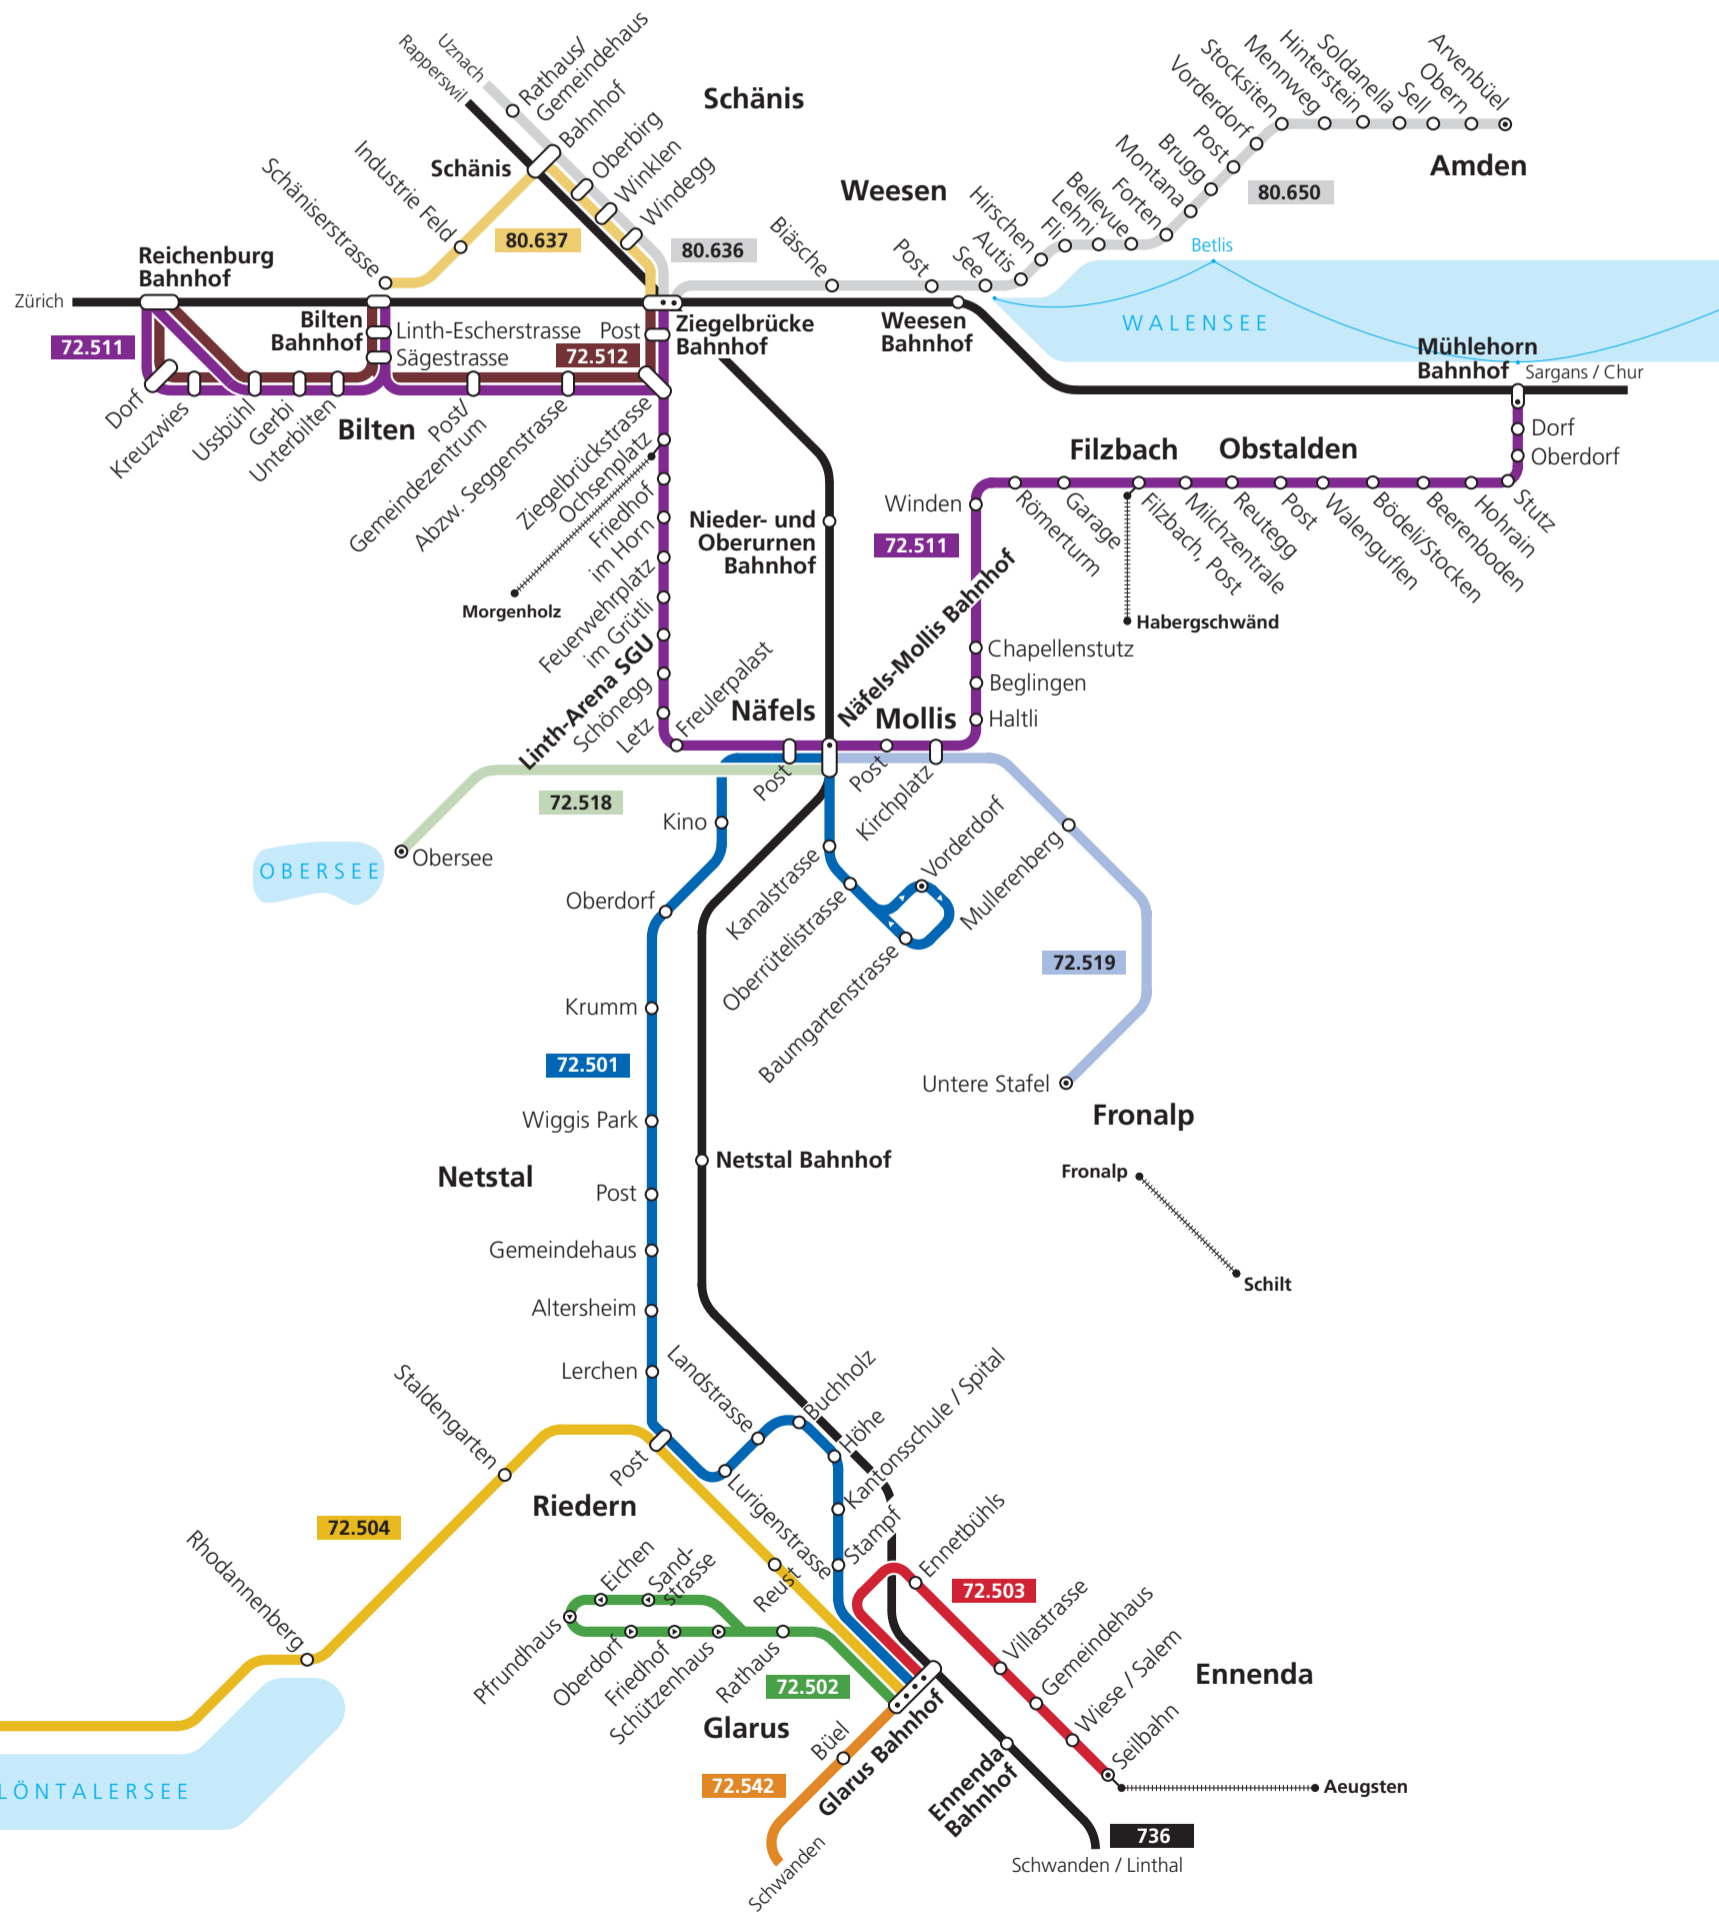 Uznach
Rapperswil
Rathaus/
Gemeindehaus
Bahnhof
Oberbirg
Winklen
Windegg
Schänis
Schänis
Industrie Feld
Schäniserstrasse
80.637
80.636
Weesen
Biäsche
Post
See
Autis
Hirschen
Fli
Lehni
Bellevue
Forten
Montana
Brugg
Post
Vorderdorf
Stocksiten
Mennweg
Hinterstein
Soldanella
Sell
Obern
Arvenbüel
Amden
80.650
Betlis
WALENSEE
Zürich
Reichenburg
Bahnhof
72.511
Bilten
Bahnhof
Linth-Escherstrasse
Sägestrasse
Post
72.512
Ziegelbrücke
Bahnhof
Weesen
Bahnhof
Mühlehorn
Bahnhof
Sargans / Chur
Dorf
Kreuzwies
Ussbühl
Gerbi
Unterbilten
Bilten
Post/
Gemeindezentrum
Abzw. Seggenstrasse
Ziegelbrückstrasse
Ochsenplatz
Friedhof
im Horn
Feuerwehrplatz
im Grütli
Linth-Arena SGU
Schönegg
Letz
Freulerpalast
Morgenholz
Nieder- und
Oberurnen
Bahnhof
Dorf
Oberdorf
Filzbach
Obstalden
Winden
72.511
Römerturm
Garage
Filzbach, Post
Milchzentrale
Reutegg
Post
Walenguflen
Bödeli/Stocken
Beerenboden
Hohrain
Stutz
Habergschwänd
Chapellenstutz
Beglingen
Haltli
Näfels
Näfels-Mollis Bahnhof
Mollis
Post
Post
Kirchplatz
72.518
Obersee
OBERSEE
Kino
Oberdorf
Krumm
72.501
Wiggis Park
Netstal
Post
Gemeindehaus
Altersheim
Lerchen
Kanalstrasse
Oberrütelistrasse
Baumgartenstrasse
Vorderdorf
Mullerenberg
72.519
Untere Stafel
Fronalp
Fronalp
Schilt
Netstal Bahnhof
Staldengarten
Post
Riedern
72.504
Rhodannenberg
LÖNTALERSEE
Landstrasse
Buchholz
Höhe
Kantonsschule / Spital
Stampf
Lurigenstrasse
Reust
Eichen
Sand-
strasse
Pfrundhaus
Oberdorf
Friedhof
Schützenhaus
Rathaus
72.502
Glarus
Büel
72.542
Schwanden
Glarus Bahnhof
Ennetbühls
72.503
Villastrasse
Gemeindehaus
Wiese / Salem
Seilbahn
Ennenda
Aeugsten
Ennenda
Bahnhof
736
Schwanden / Linthal